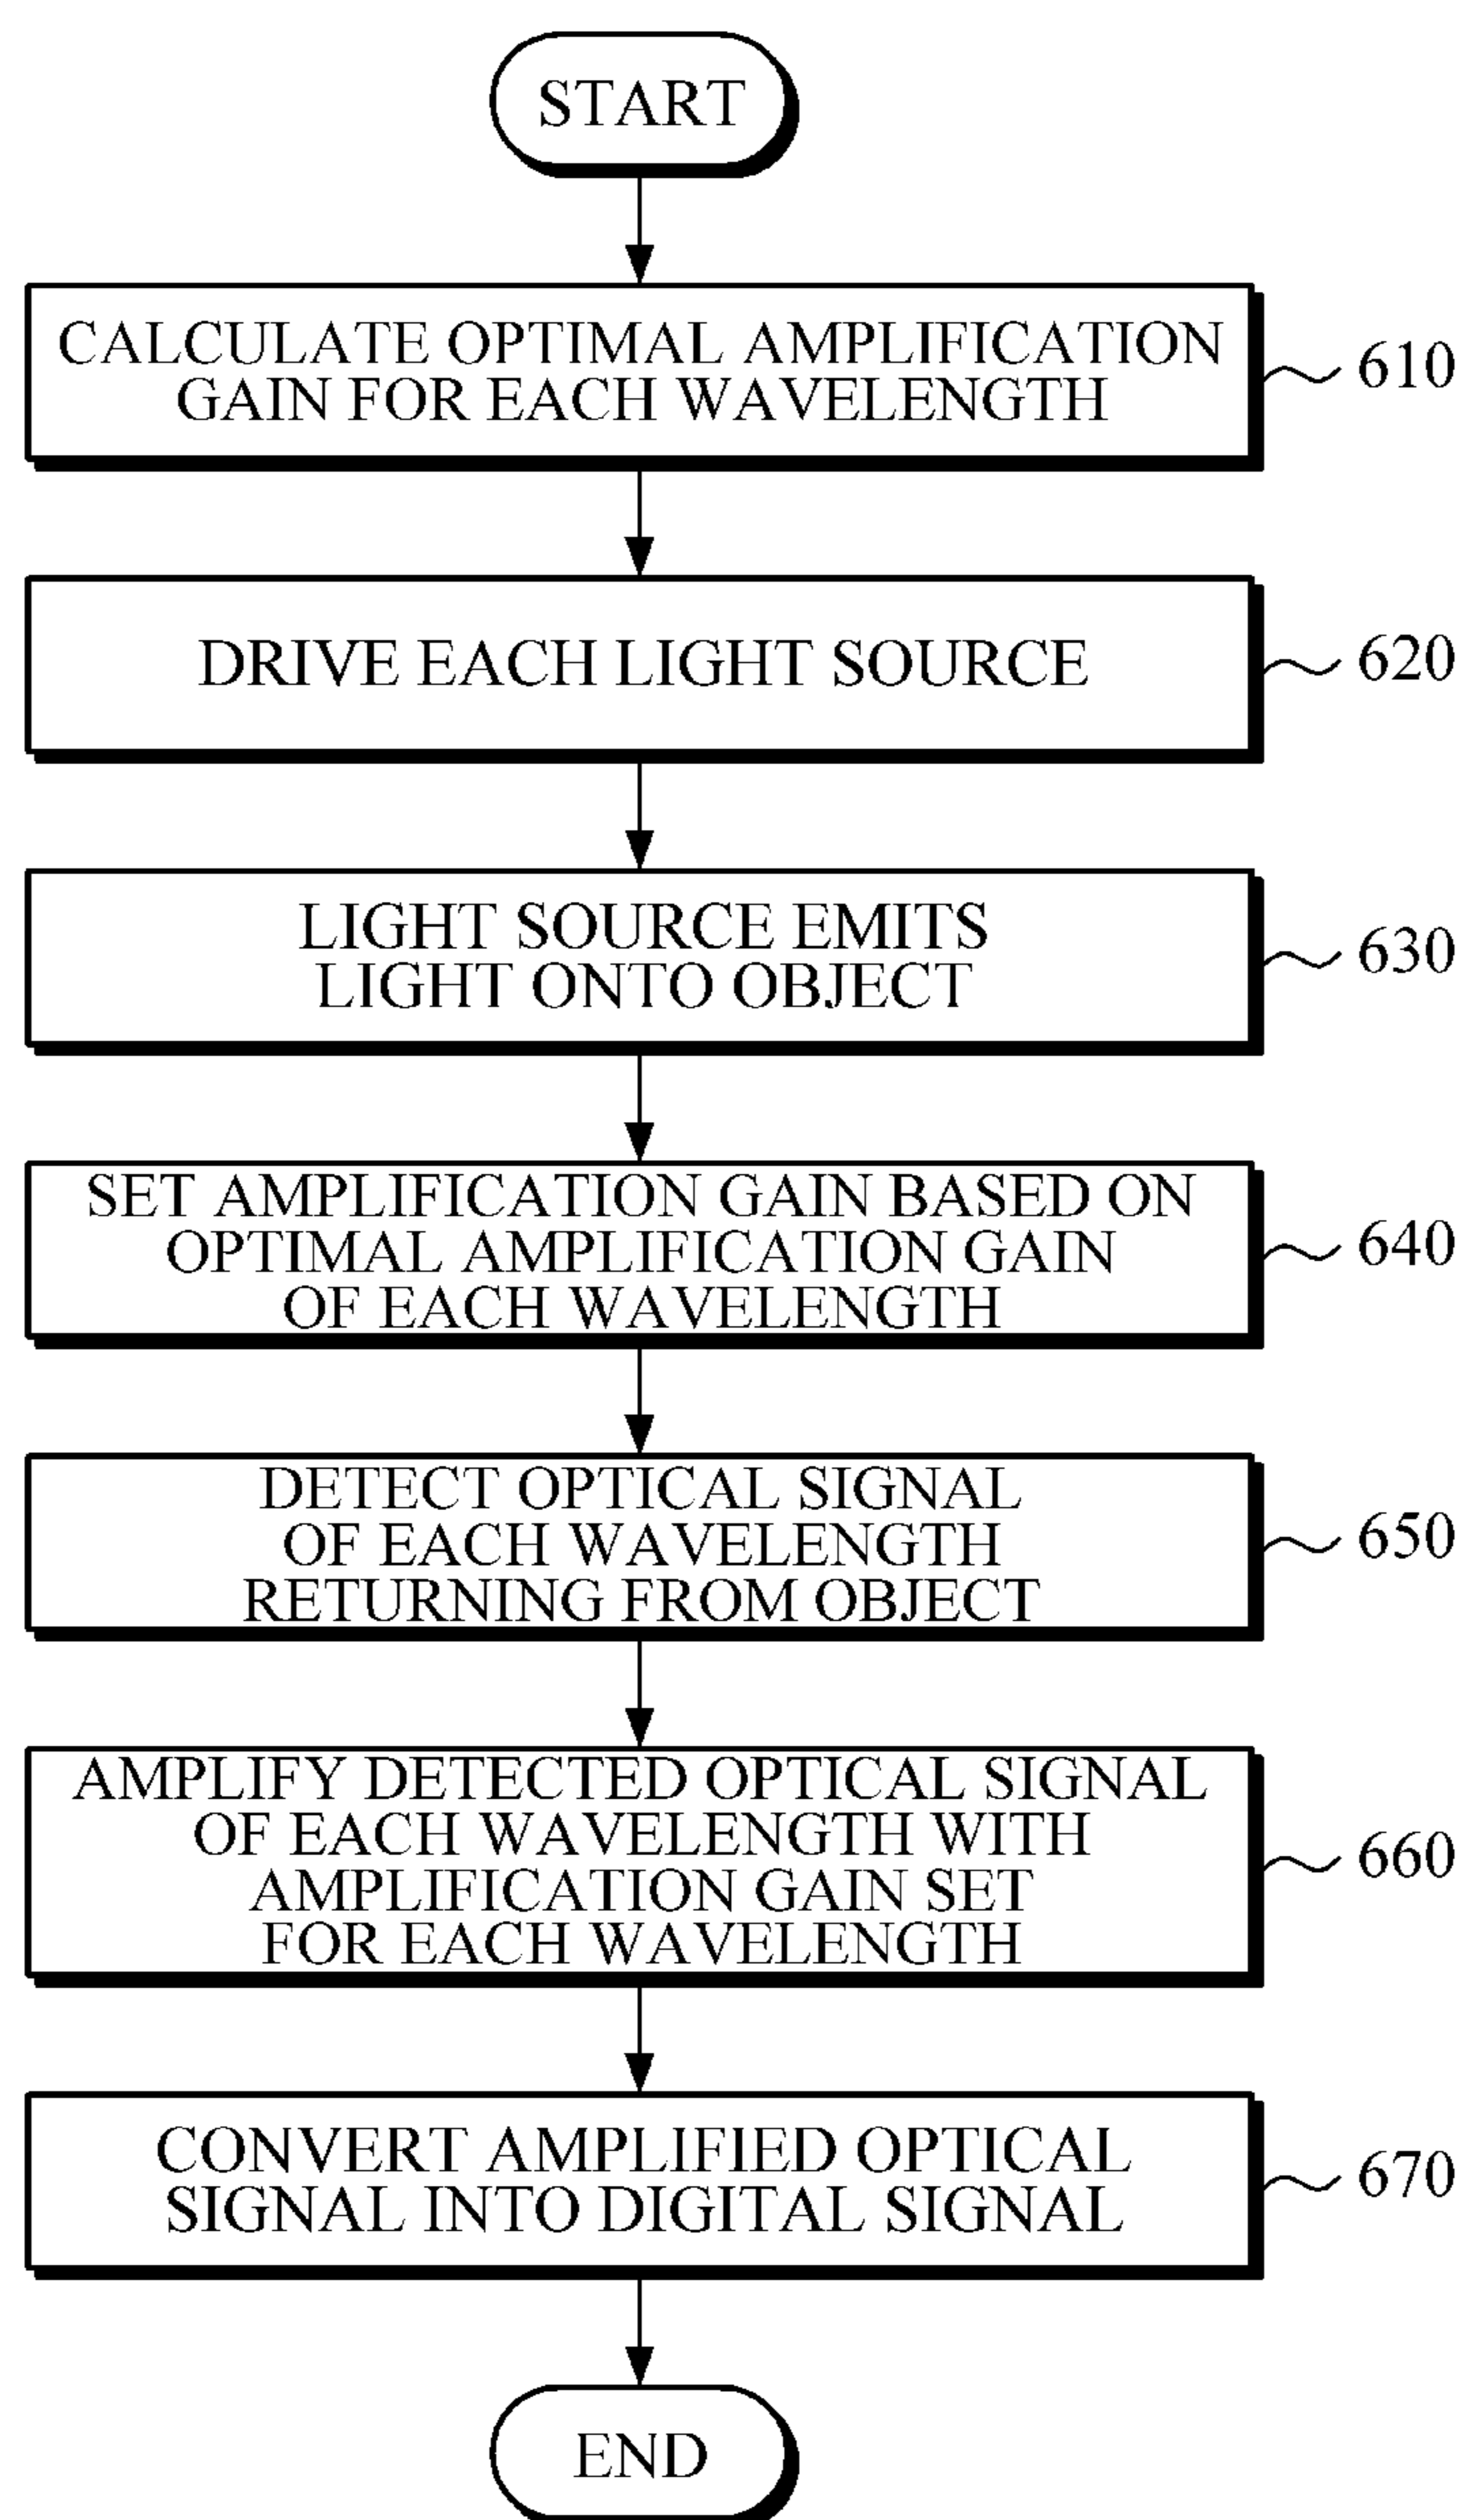 START
CALCULATE OPTIMAL AMPLIFICATION
GAIN FOR EACH WAVELENGTH
610
DRIVE EACH LIGHT SOURCE
620
LIGHT SOURCE EMITS
LIGHT ONTO OBJECT
630
SET AMPLIFICATION GAIN BASED ON
OPTIMAL AMPLIFICATION GAIN
OF EACH WAVELENGTH
640
DETECT OPTICAL SIGNAL
OF EACH WAVELENGTH
RETURNING FROM OBJECT
650
AMPLIFY DETECTED OPTICAL SIGNAL
OF EACH WAVELENGTH WITH
AMPLIFICATION GAIN SET
FOR EACH WAVELENGTH
660
CONVERT AMPLIFIED OPTICAL
SIGNAL INTO DIGITAL SIGNAL
670
END